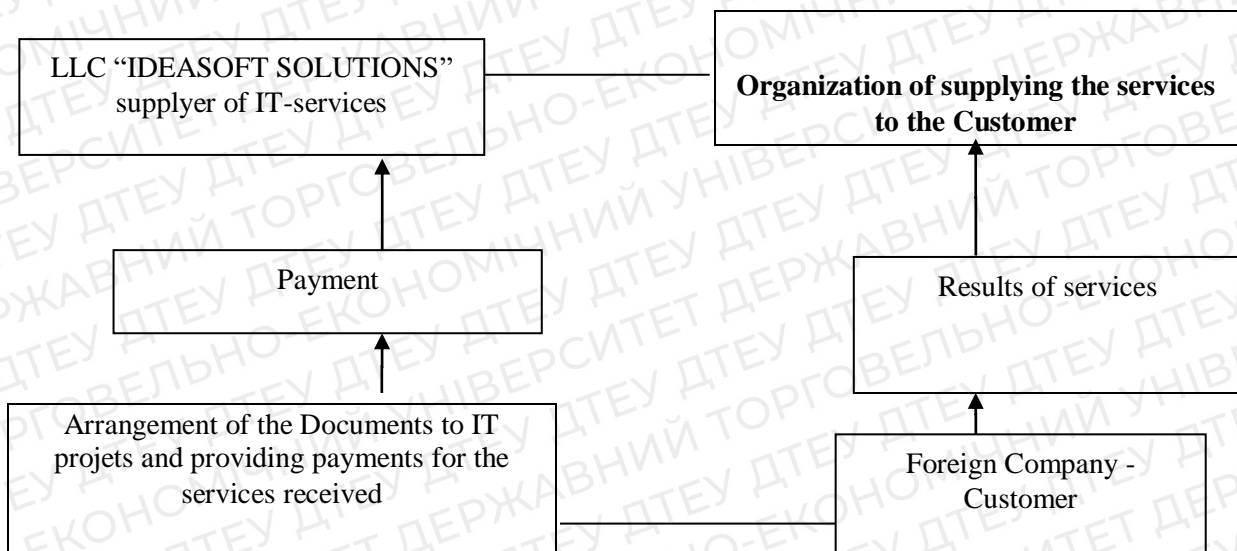 LLC “IDEASOFT SOLUTIONS”
supplyer of IT-services
Organization of supplying the services
to the Customer
Payment
Results of services
Arrangement of the Documents to IT
projets and providing payments for the
services received
Foreign Company -
Customer